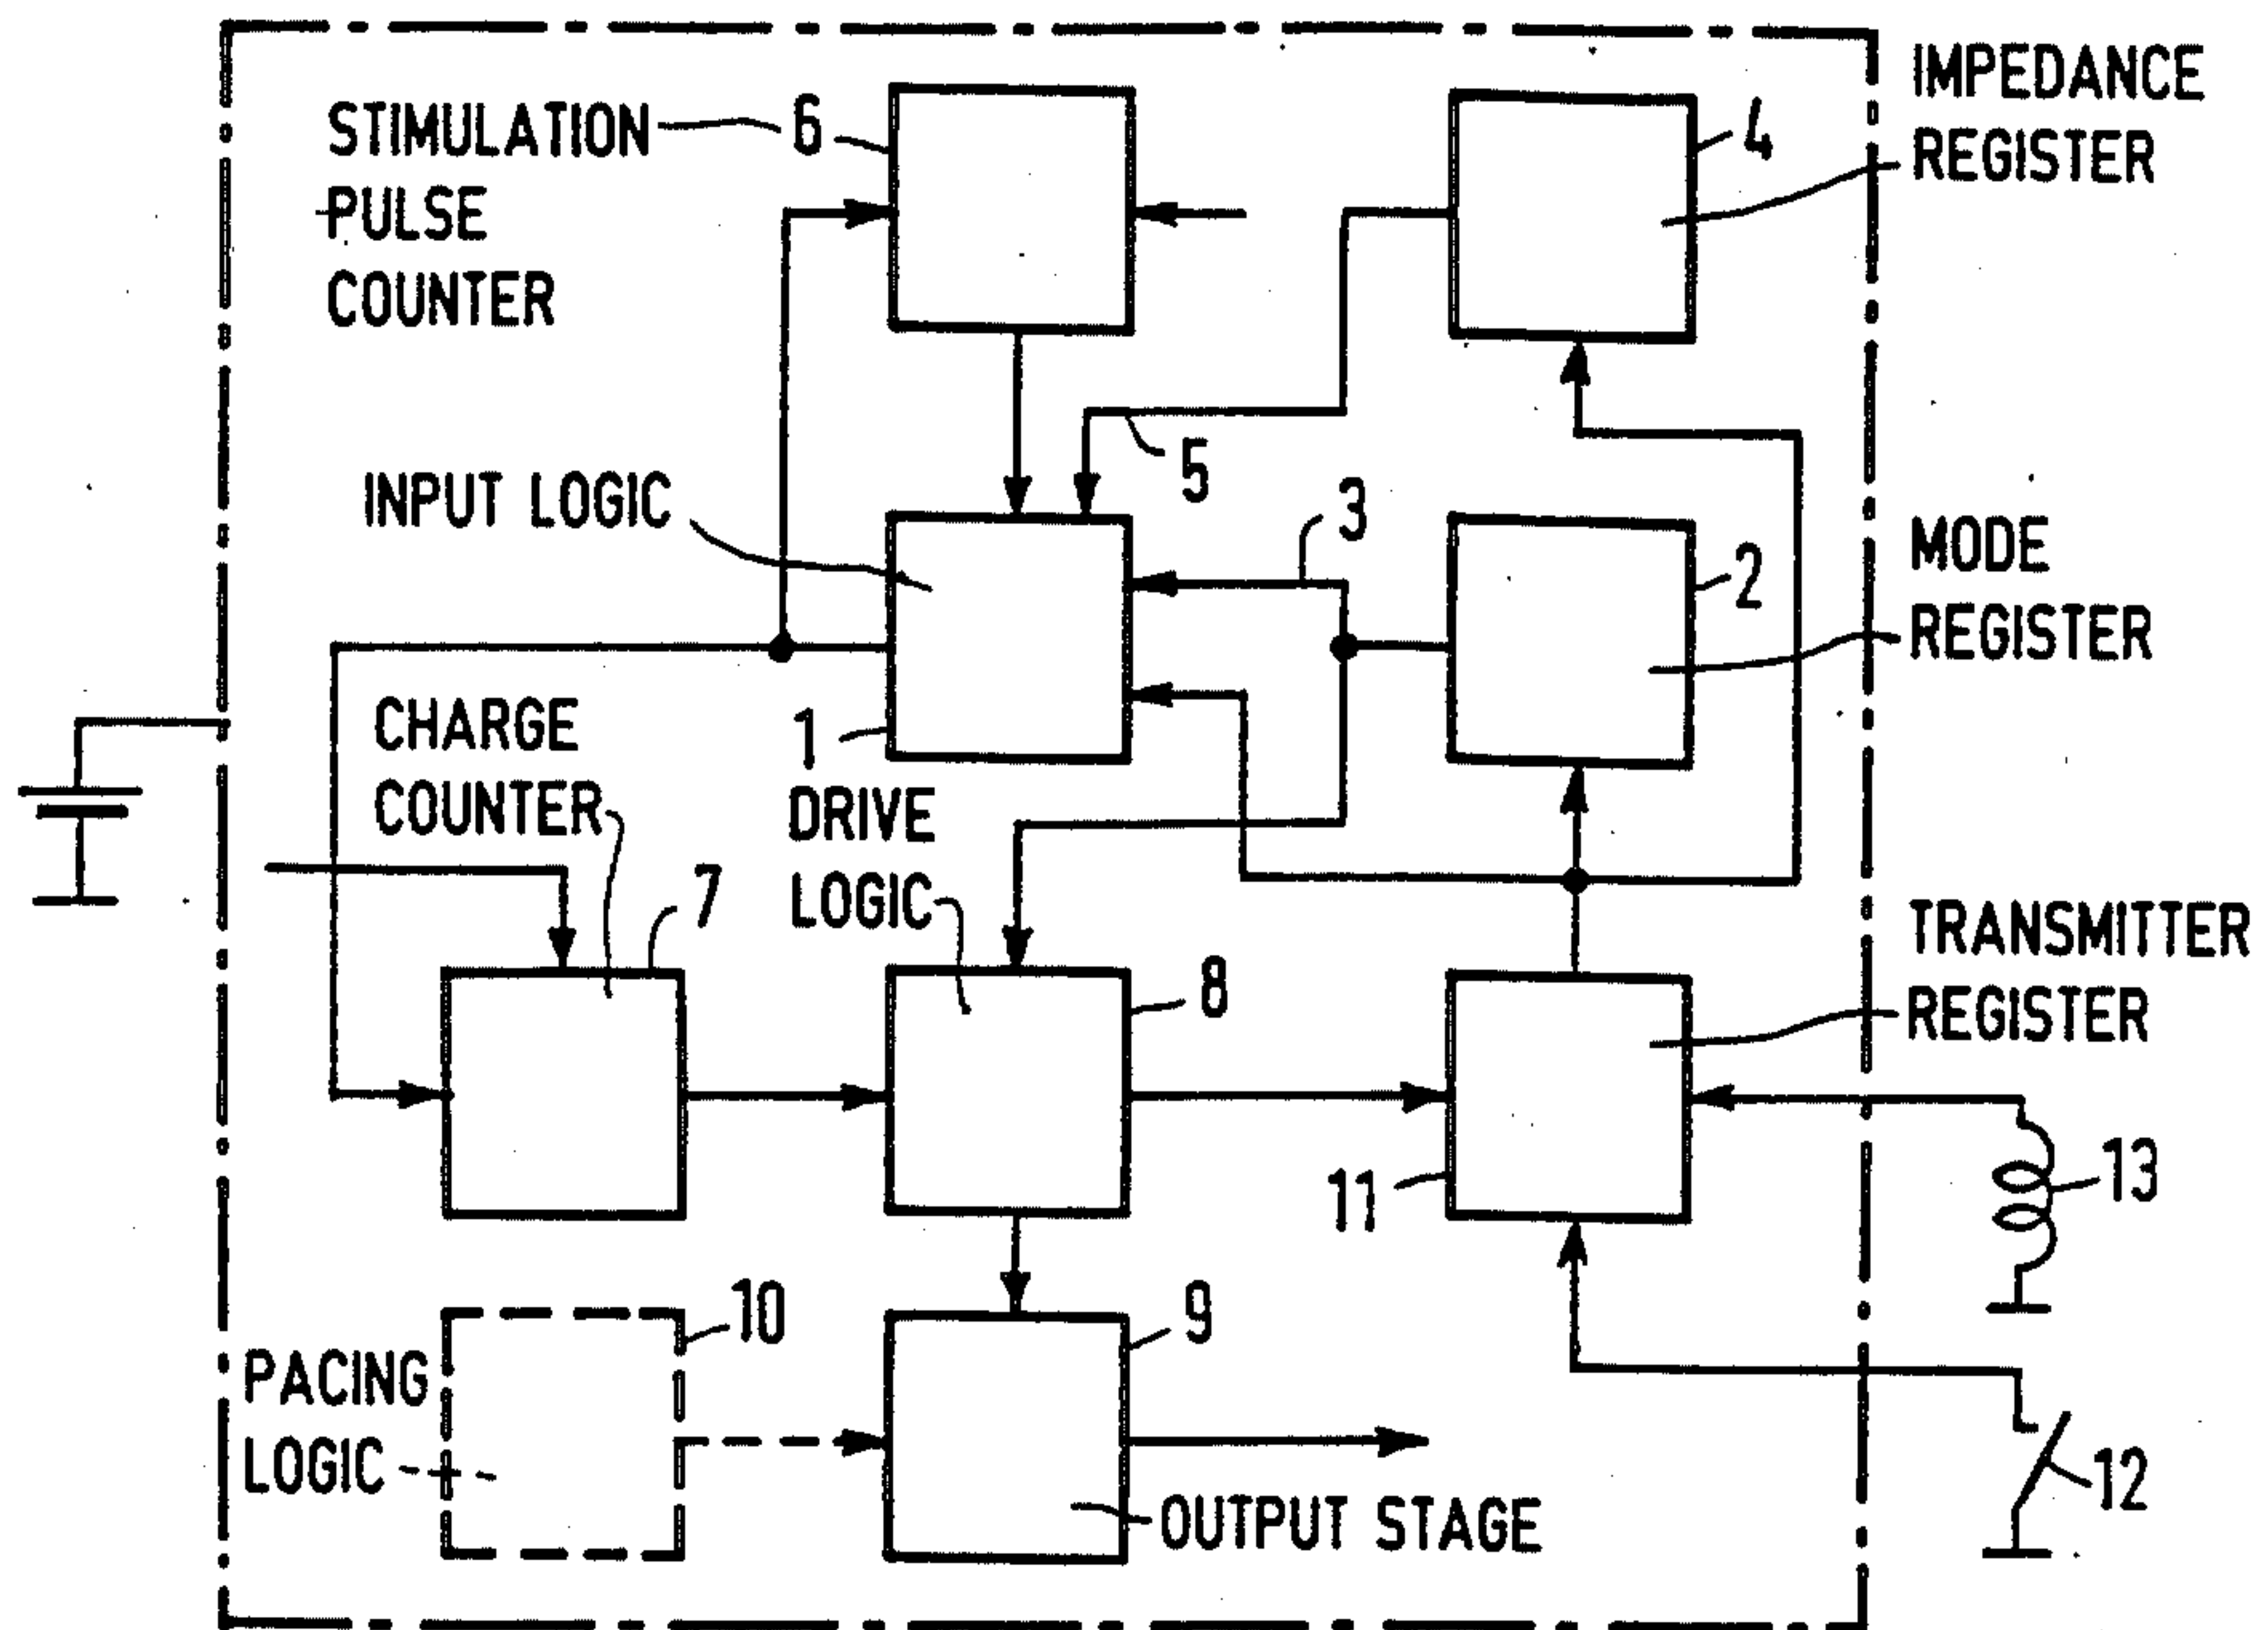 STIMULATION
PULSE
COUNTER
6
4
IMPEDANCE
REGISTER
5
INPUT LOGIC
3
2
MODE
REGISTER
1
CHARGE
COUNTER
DRIVE
LOGIC
7
8
TRANSMITTER
REGISTER
11
13
10
9
PACING
LOGIC
OUTPUT STAGE
12